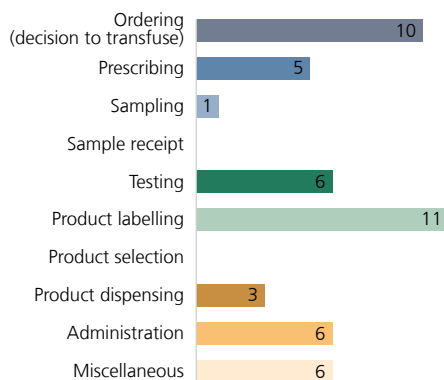 Ordering
(decision to transfuse) 10
Prescribing 5
Sampling 1
Sample receipt
Testing 6
Product labelling 11
Product selection
Product dispensing 3
Administration 6
Miscellaneous 6